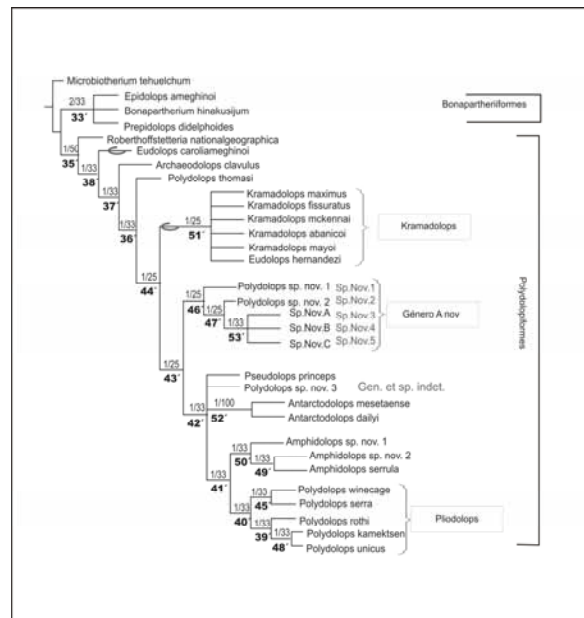 Microbiotherium tehuelchum
2/33
Epidolops ameghinoi
33´
Bonapartherium hinakusijum
Bonapartheriiformes
Prepidolops didelphoides
Roberthoffstetteria nationalgeographica
1/50
35´
Eudolops caroliameghinoi
1/33
38´
Archaeodolops clavulus
1/33
37´
Polydolops thomasi
1/33
36´
Kramadolops maximus
Kramadolops fissuratus
1/25
51´
Kramadolops mckennai
Kramadolops abanicoi
Kramadolops mayoi
Eudolops hernandezi
Kramadolops
1/25
44´
Polydolopiformes
Polydolops sp. nov. 1 Sp.Nov.1
1/25
46´
Polydolops sp. nov. 2 Sp.Nov.2
1/25
47´
Sp.Nov.A Sp.Nov.3
1/33
53´
Sp.Nov.B Sp.Nov.4
Sp.Nov.C Sp.Nov.5
Género A nov
1/25
43´
Pseudolops princeps
Polydolops sp. nov. 3 Gen. et sp. indet.
1/33
42´
1/100
52´
Antarctodolops mesetaense
Antarctodolops dailyi
Amphidolops sp. nov. 1
1/33
50´
Amphidolops sp. nov. 2
1/33
49´
Amphidolops serrula
1/33
41´
Polydolops winecage
1/33
45´
Polydolops serra
1/33
40´
Polydolops rothi
1/33
39´
Polydolops kamektsen
1/33
48´
Polydolops unicus
Pliodolops